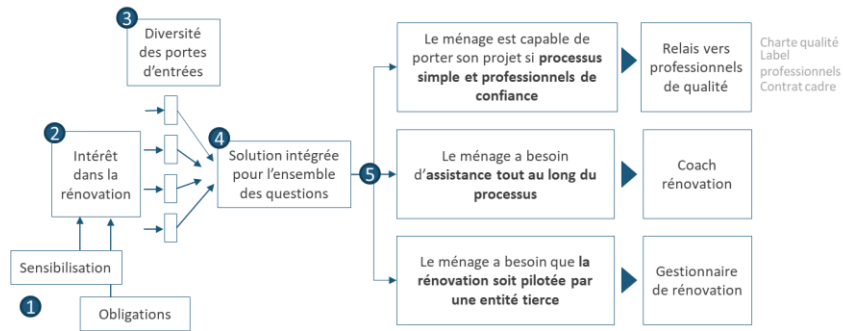 1
Sensibilisation
Obligations
2
Intérêt
dans la
rénovation
3
Diversité
des portes
d’entrées
4
Solution intégrée
pour l’ensemble
des questions
5
Le ménage est capable de
porter son projet si processus
simple et professionnels de
confiance
Relais vers
professionnels
de qualité
Charte qualité
Label
professionnels
Contrat cadre
Le ménage a besoin
d’assistance tout au long du
processus
Coach
rénovation
Le ménage a besoin que la
rénovation soit pilotée par
une entité tierce
Gestionnaire
de rénovation